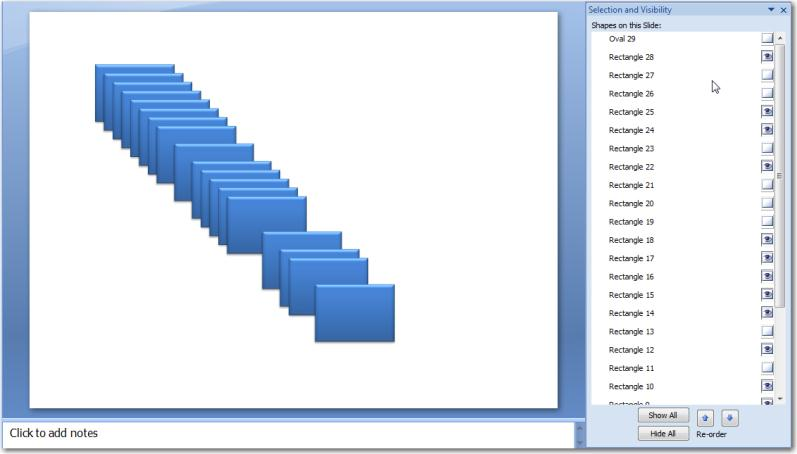 Selection and Visibility
Shapes on this Slide:
Oval 29
Rectangle 28
Rectangle 27
Rectangle 26
Rectangle 25
Rectangle 24
Rectangle 23
Rectangle 22
Rectangle 21
Rectangle 20
Rectangle 19
Rectangle 18
Rectangle 17
Rectangle 16
Rectangle 15
Rectangle 14
Rectangle 13
Rectangle 12
Rectangle 11
Rectangle 10
Rectangle 9
Show All
Hide All
Re-order
Click to add notes